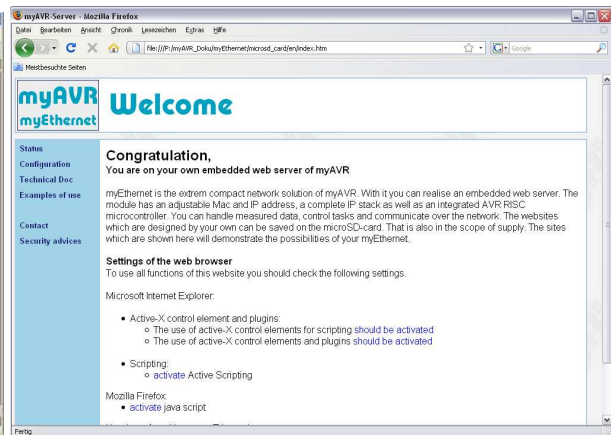 myAVR-Server - Mozilla Firefox
Datei Bearbeiten Ansicht Chronik Lesezeichen Extras Hilfe
file:///P:/myAVR_Doku/myEthernet/microsd_card/en/index.htm
Google
Meistbesuchte Seiten
myAVR
myEthernet
Welcome
Status
Configuration
Technical Doc
Examples of use
Contact
Security advices
Congratulation,
You are on your own embedded web server of myAVR
myEthernet is the extrem compact network solution of myAVR. With it you can realise an embedded web server. The
module has an adjustable Mac and IP address, a complete IP stack as well as an integrated AVR RISC
microcontroller. You can handle measured data, control tasks and communicate over the network. The websites
which are designed by your own can be saved on the microSD-card. That is also in the scope of supply. The sites
which are shown here will demonstrate the possibilities of your myEthernet.
Settings of the web browser
To use all functions of this website you should check the following settings.
Microsoft Internet Explorer:
Active-X control element and plugins:
The use of active-X control elements for scripting should be activated
The use of active-X control elements and plugins should be activated
Scripting:
activate Active Scripting
Mozilla Firefox:
activate java script
Fertig